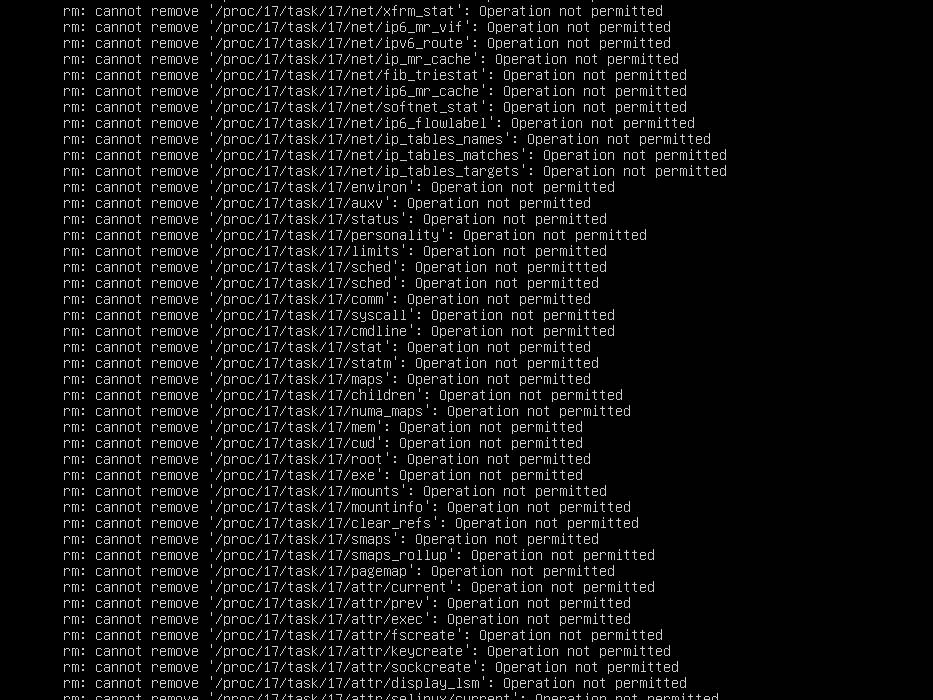 rm: cannot remove '/proc/17/task/17/net/xfrm_stat': Operation not permitted
rm: cannot remove '/proc/17/task/17/net/ip6_mr_vif': Operation not permitted
rm: cannot remove '/proc/17/task/17/net/ipv6_route': Operation not permitted
rm: cannot remove '/proc/17/task/17/net/ip_mr_cache': Operation not permitted
rm: cannot remove '/proc/17/task/17/net/fib_triestat': Operation not permitted
rm: cannot remove '/proc/17/task/17/net/ip6_mr_cache': Operation not permitted
rm: cannot remove '/proc/17/task/17/net/softnet_stat': Operation not permitted
rm: cannot remove '/proc/17/task/17/net/ip6_flowlabel': Operation not permitted
rm: cannot remove '/proc/17/task/17/net/ip_tables_names': Operation not permitted
rm: cannot remove '/proc/17/task/17/net/ip_tables_matches': Operation not permitted
rm: cannot remove '/proc/17/task/17/net/ip_tables_targets': Operation not permitted
rm: cannot remove '/proc/17/task/17/environ': Operation not permitted
rm: cannot remove '/proc/17/task/17/auxv': Operation not permitted
rm: cannot remove '/proc/17/task/17/status': Operation not permitted
rm: cannot remove '/proc/17/task/17/personality': Operation not permitted
rm: cannot remove '/proc/17/task/17/limits': Operation not permitted
rm: cannot remove '/proc/17/task/17/sched': Operation not permittted
rm: cannot remove '/proc/17/task/17/sched': Operation not permitted
rm: cannot remove '/proc/17/task/17/comm': Operation not permitted
rm: cannot remove '/proc/17/task/17/syscall': Operation not permitted
rm: cannot remove '/proc/17/task/17/cmdline': Operation not permitted
rm: cannot remove '/proc/17/task/17/stat': Operation not permitted
rm: cannot remove '/proc/17/task/17/statm': Operation not permitted
rm: cannot remove '/proc/17/task/17/maps': Operation not permitted
rm: cannot remove '/proc/17/task/17/children': Operation not permitted
rm: cannot remove '/proc/17/task/17/numa_maps': Operation not permitted
rm: cannot remove '/proc/17/task/17/mem': Operation not permitted
rm: cannot remove '/proc/17/task/17/cwd': Operation not permitted
rm: cannot remove '/proc/17/task/17/root': Operation not permitted
rm: cannot remove '/proc/17/task/17/exe': Operation not permitted
rm: cannot remove '/proc/17/task/17/mounts': Operation not permitted
rm: cannot remove '/proc/17/task/17/mountinfo': Operation not permitted
rm: cannot remove '/proc/17/task/17/clear_refs': Operation not permitted
rm: cannot remove '/proc/17/task/17/smaps': Operation not permitted
rm: cannot remove '/proc/17/task/17/smaps_rollup': Operation not permitted
rm: cannot remove '/proc/17/task/17/pagemap': Operation not permitted
rm: cannot remove '/proc/17/task/17/attr/current': Operation not permitted
rm: cannot remove '/proc/17/task/17/attr/prev': Operation not permitted
rm: cannot remove '/proc/17/task/17/attr/exec': Operation not permitted
rm: cannot remove '/proc/17/task/17/attr/fscreate': Operation not permitted
rm: cannot remove '/proc/17/task/17/attr/keycreate': Operation not permitted
rm: cannot remove '/proc/17/task/17/attr/sockcreate': Operation not permitted
rm: cannot remove '/proc/17/task/17/attr/display_lsm': Operation not permitted
rm: cannot remove '/proc/17/task/17/attr/selinux/current': Operation not permitted